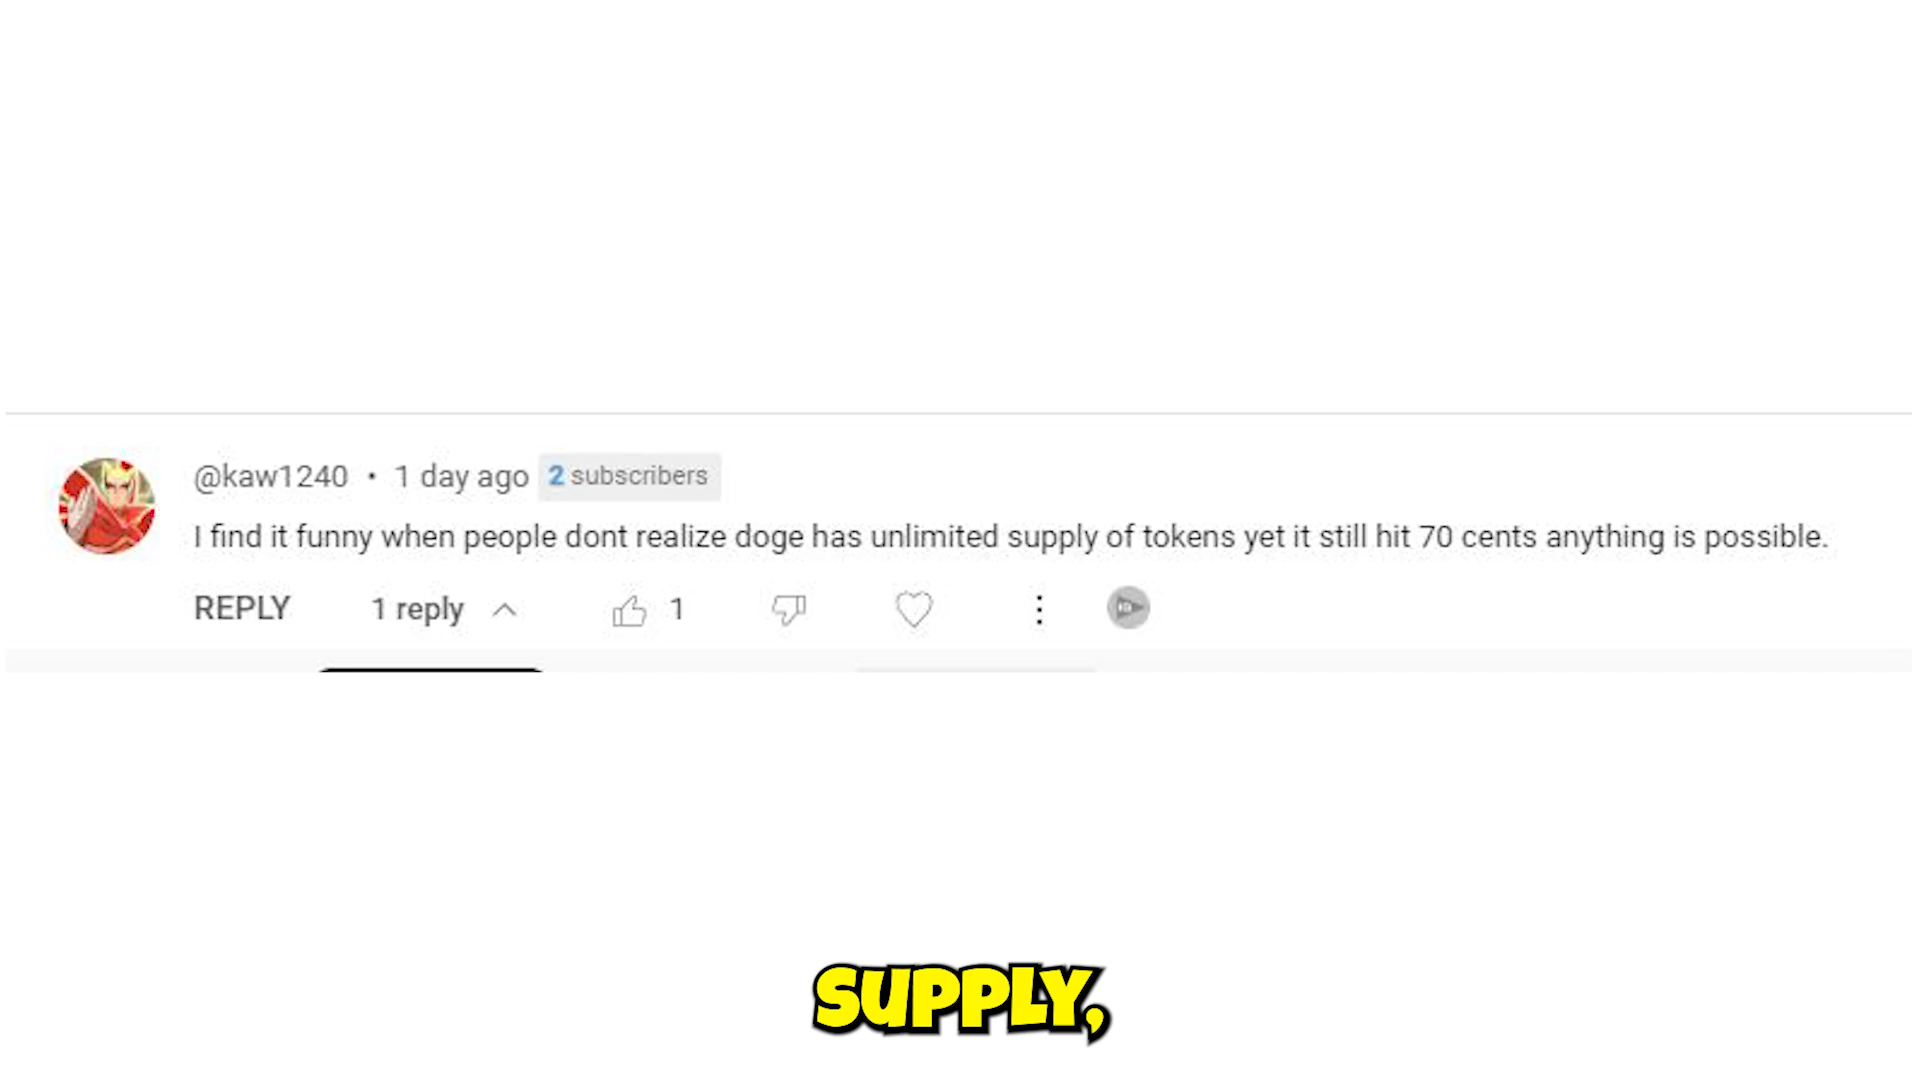 @kaw1240 • 1 day ago 2 subscribers
I find it funny when people dont realize doge has unlimited supply of tokens yet it still hit 70 cents anything is possible.
REPLY 1 reply 1
SUPPLY,